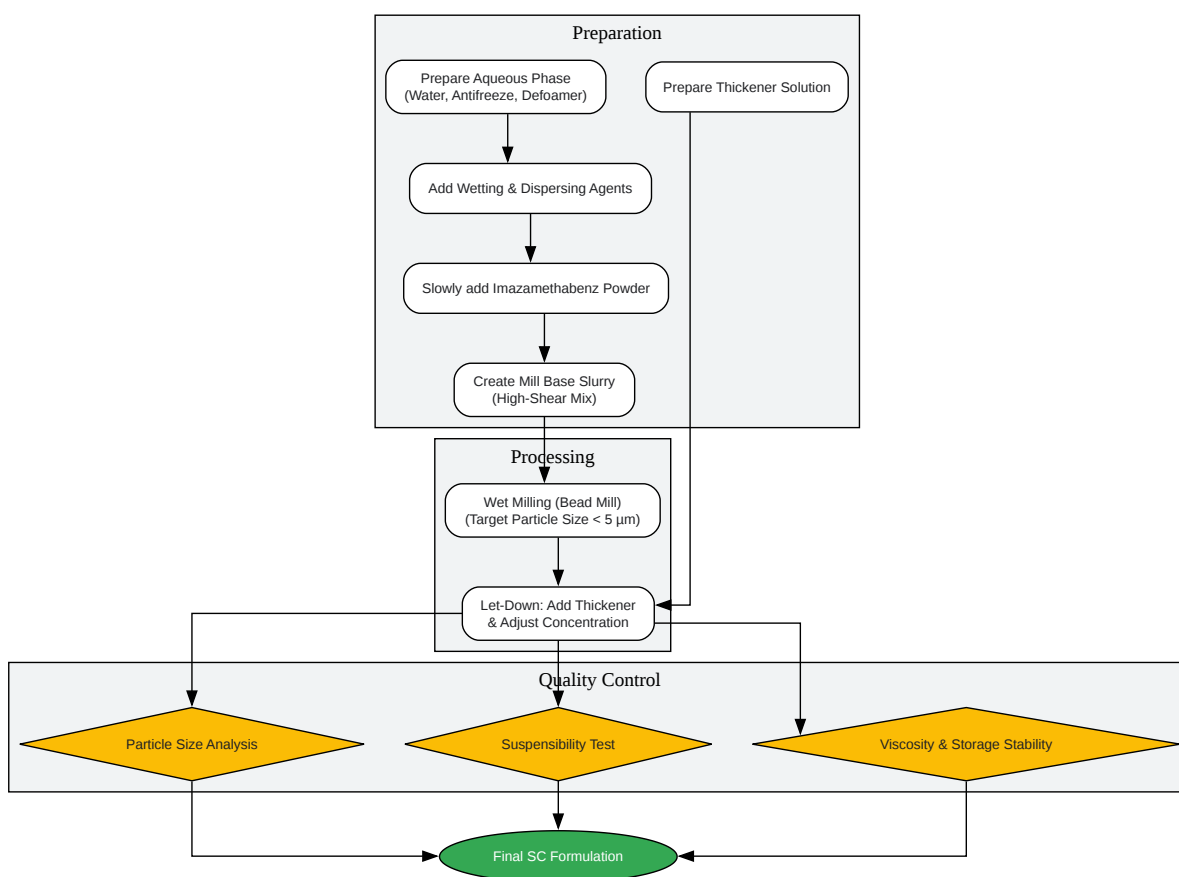 Preparation
Prepare Aqueous Phase
(Water, Antifreeze, Defoamer)
Prepare Thickener Solution
Add Wetting & Dispersing Agents
Slowly add Imazamethabenz Powder
Create Mill Base Slurry
(High-Shear Mix)
Processing
Wet Milling (Bead Mill)
(Target Particle Size < 5 µm)
Let-Down: Add Thickener
& Adjust Concentration
Quality Control
Particle Size Analysis
Suspensibility Test
Viscosity & Storage Stability
Final SC Formulation